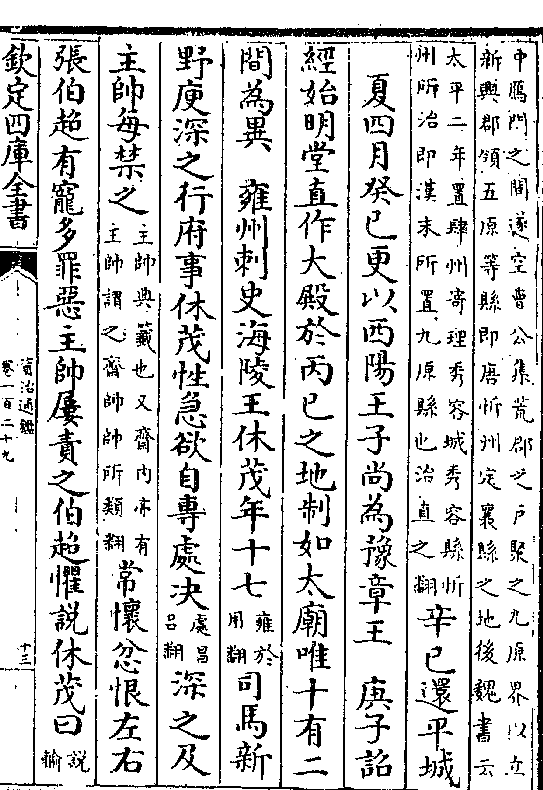 中鴈門之間遂空曹公集荒郡之户聚之九原界以立
新興郡領五原等縣即唐忻州定襄縣之地後魏書云
太平二年置肆州寄理秀容城秀容縣忻
州所治即漢末所置九原縣也治直之翻
辛巳還平城
夏四月癸巳更以西陽王子尚為豫章王　庚子詔
經始明堂直作大殿於丙巳之地制如太廟唯十有二
間為異　雍州刺史海陵王休茂年十七
雍於
用翻
司馬新
野庾深之行府事休茂性急欲自專處决
處昌
吕翻
深之及
主帥每禁之
主帥典籖也又齋内亦有
主帥謂之齋帥帥所類翻
常懷忿恨左右
張伯超有寵多罪惡主帥屢責之伯超懼説休茂曰
説
輸
欽定四庫全書
資治通鑑
卷一百二十九
十三